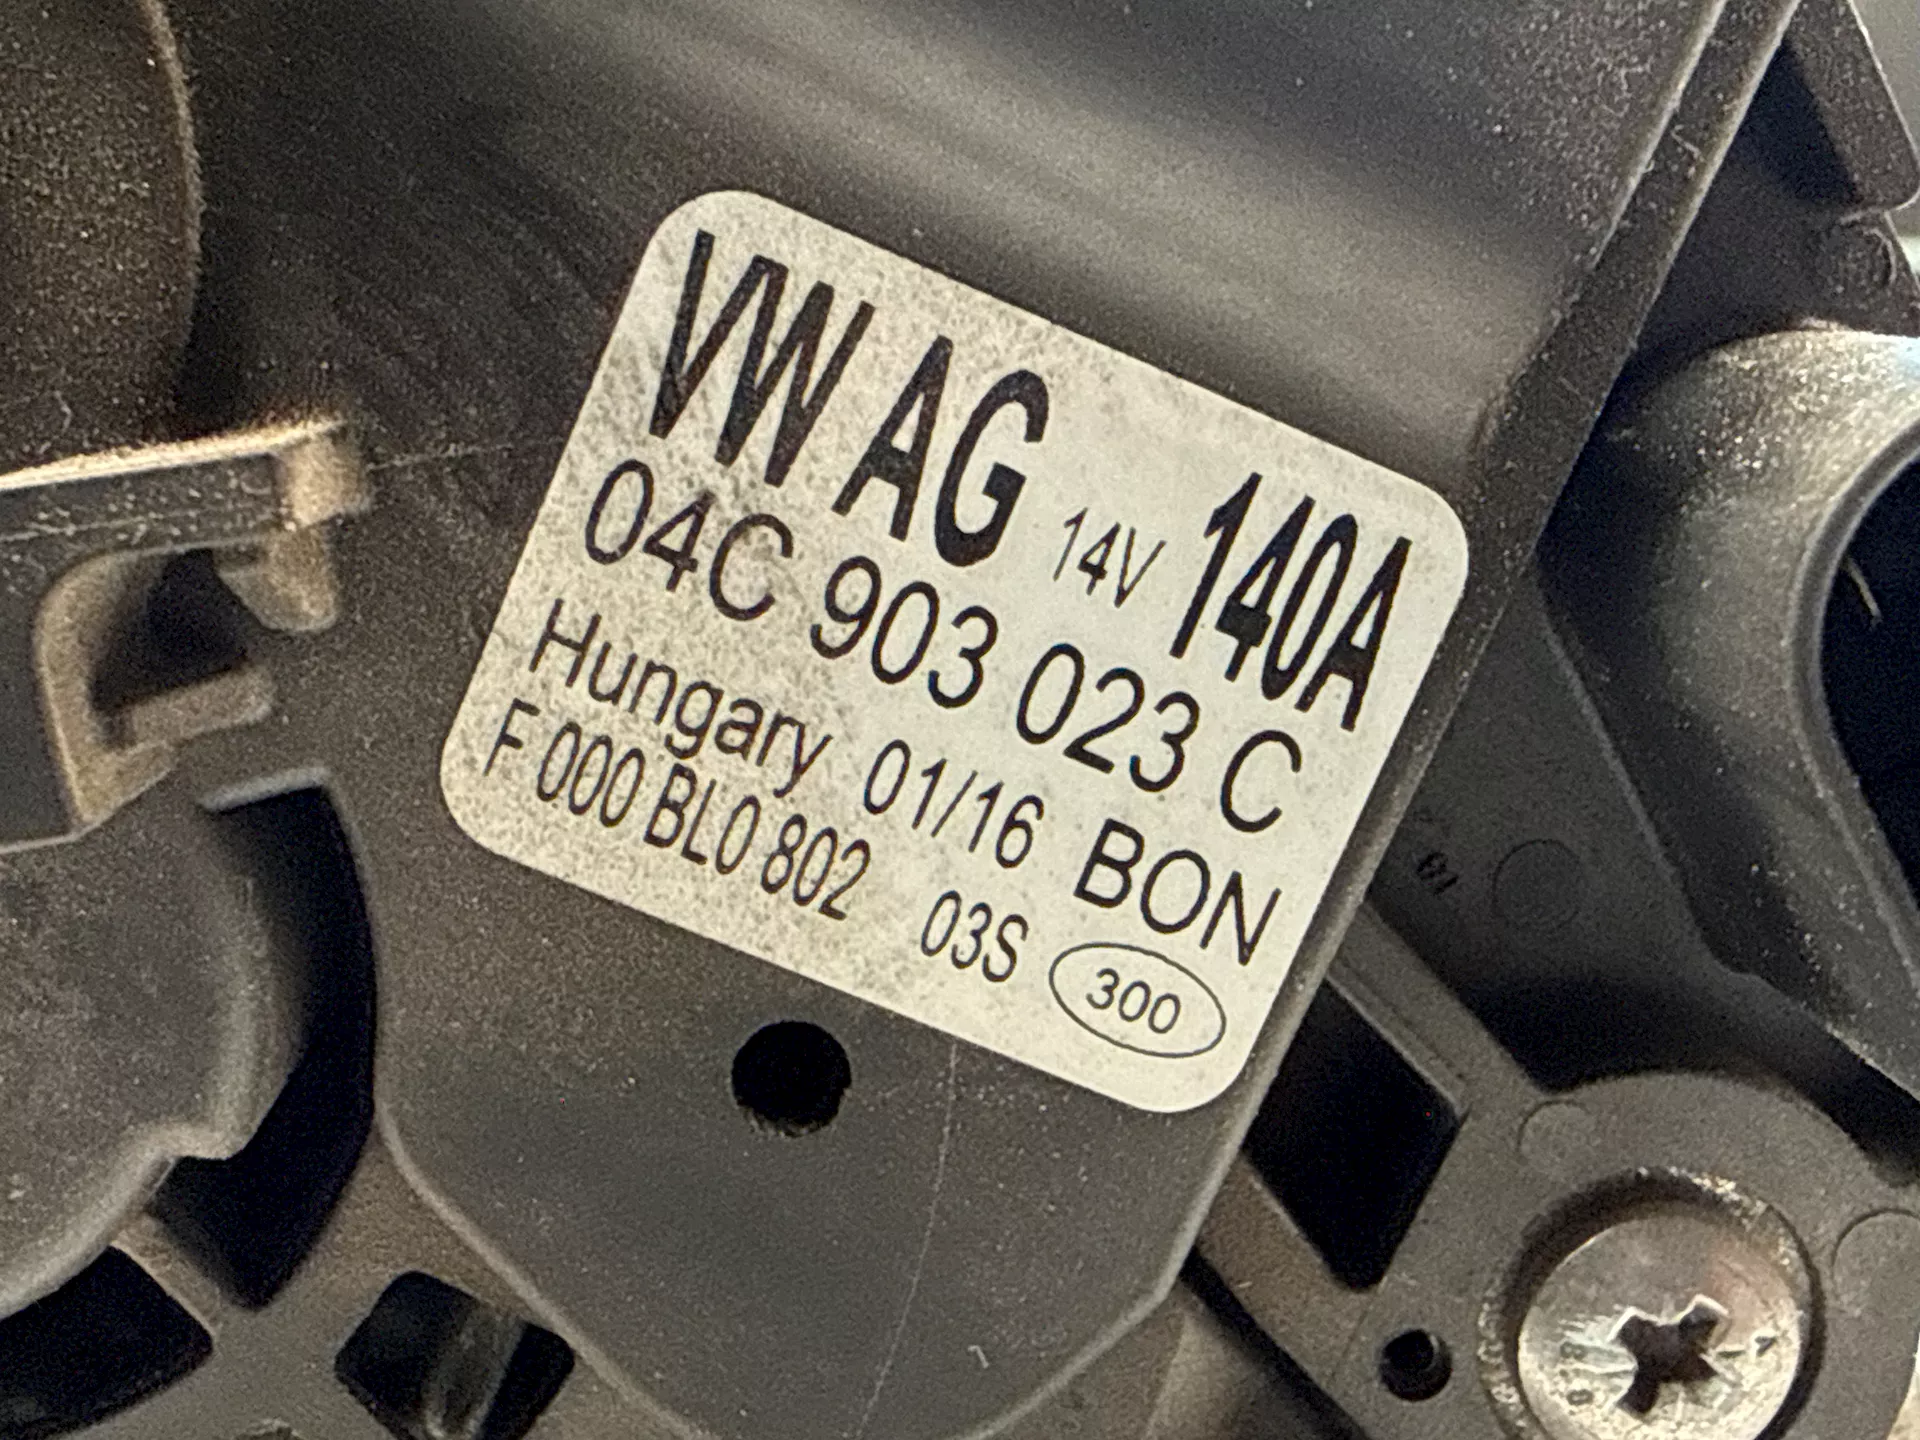 VW AG 14V 140A
04C 903 023 C
Hungary 01/16 BON
F 000 BL0 802 03S 300